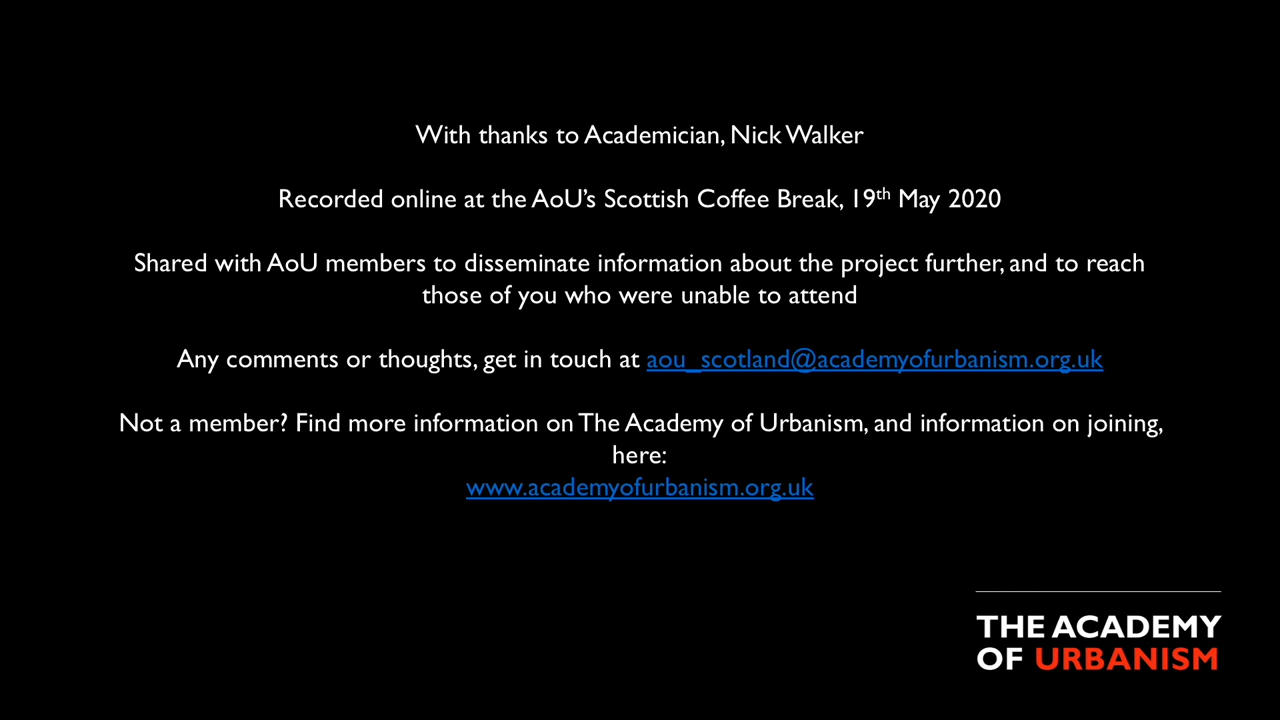 With thanks to Academician, Nick Walker
Recorded online at the AoU's Scottish Coffee Break, 19th May 2020
Shared with AoU members to disseminate information about the project further, and to reach
those of you who were unable to attend
Any comments or thoughts, get in touch at aou_scotland@academyofurbanism.org.uk
Not a member? Find more information on The Academy of Urbanism, and information on joining,
here:
www.academyofurbanism.org.uk
THE ACADEMY
OF URBANISM